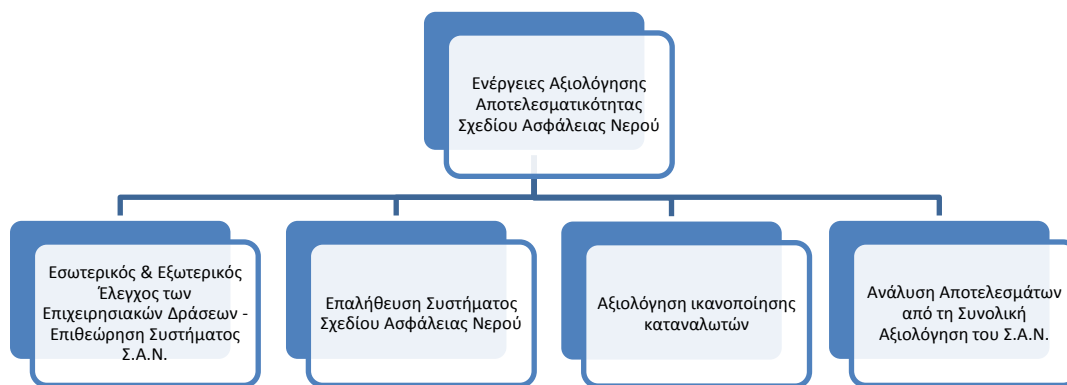 Ενέργειες Αξιολόγησης
Αποτελεσματικότητας
Σχεδίου Ασφάλειας Νερού
Εσωτερικός & Εξωτερικός
Έλεγχος των
Επιχειρησιακών Δράσεων -
Επιθεώρηση Συστήματος
Σ.Α.Ν.
Επαλήθευση Συστήματος
Σχεδίου Ασφάλειας Νερού
Αξιολόγηση ικανοποίησης
καταναλωτών
Ανάλυση Αποτελεσμάτων
από τη Συνολική
Αξιολόγηση του Σ.Α.Ν.